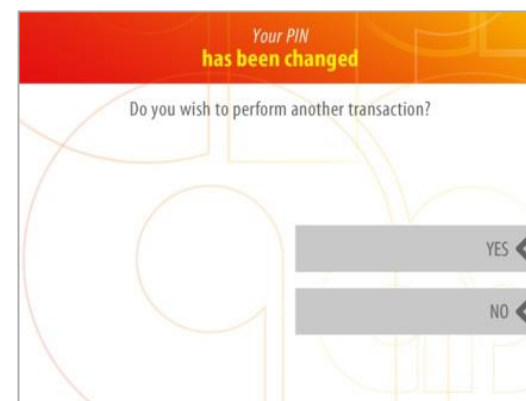 Your PIN
has been changed
Do you wish to perform another transaction?
YES
NO